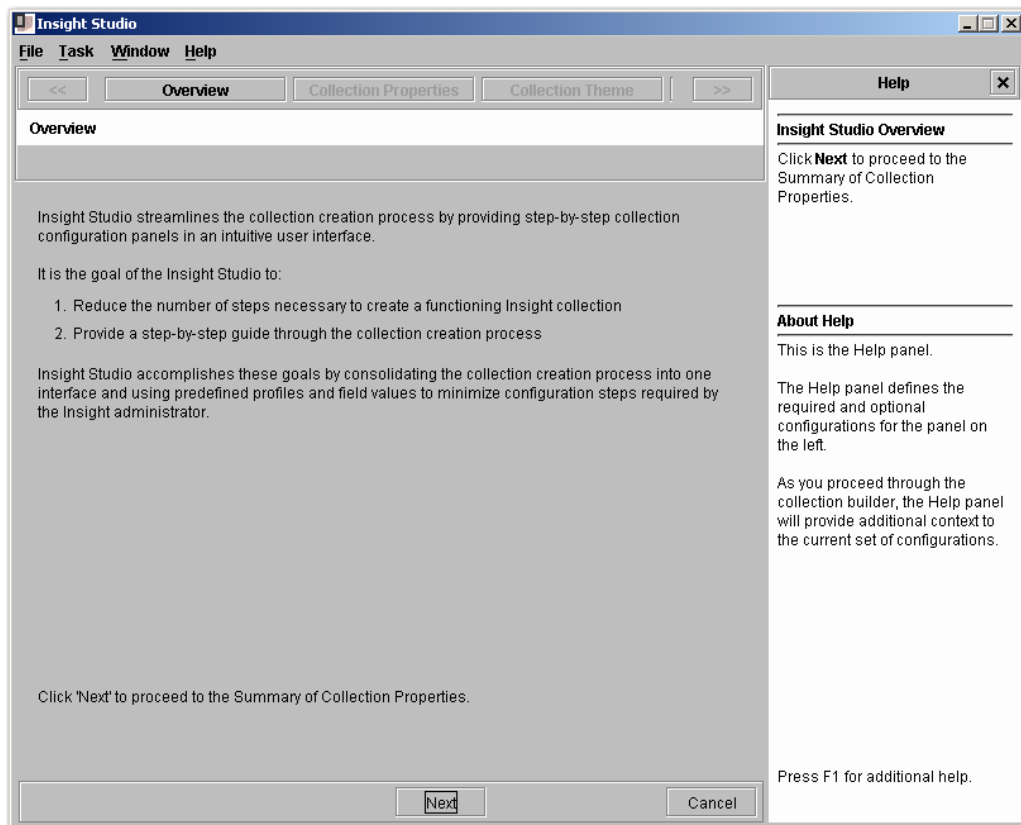 Insight Studio
File Task Window Help
<< Overview Collection Properties Collection Theme >>
Overview
Insight Studio streamlines the collection creation process by providing step-by-step collection
configuration panels in an intuitive user interface.
It is the goal of the Insight Studio to:
1. Reduce the number of steps necessary to create a functioning Insight collection
2. Provide a step-by-step guide through the collection creation process
Insight Studio accomplishes these goals by consolidating the collection creation process into one
interface and using predefined profiles and field values to minimize configuration steps required by
the Insight administrator.
Click 'Next' to proceed to the Summary of Collection Properties.
Next Cancel
Help
Insight Studio Overview
Click Next to proceed to the
Summary of Collection
Properties.
About Help
This is the Help panel.
The Help panel defines the
required and optional
configurations for the panel on
the left.
As you proceed through the
collection builder, the Help panel
will provide additional context to
the current set of configurations.
Press F1 for additional help.